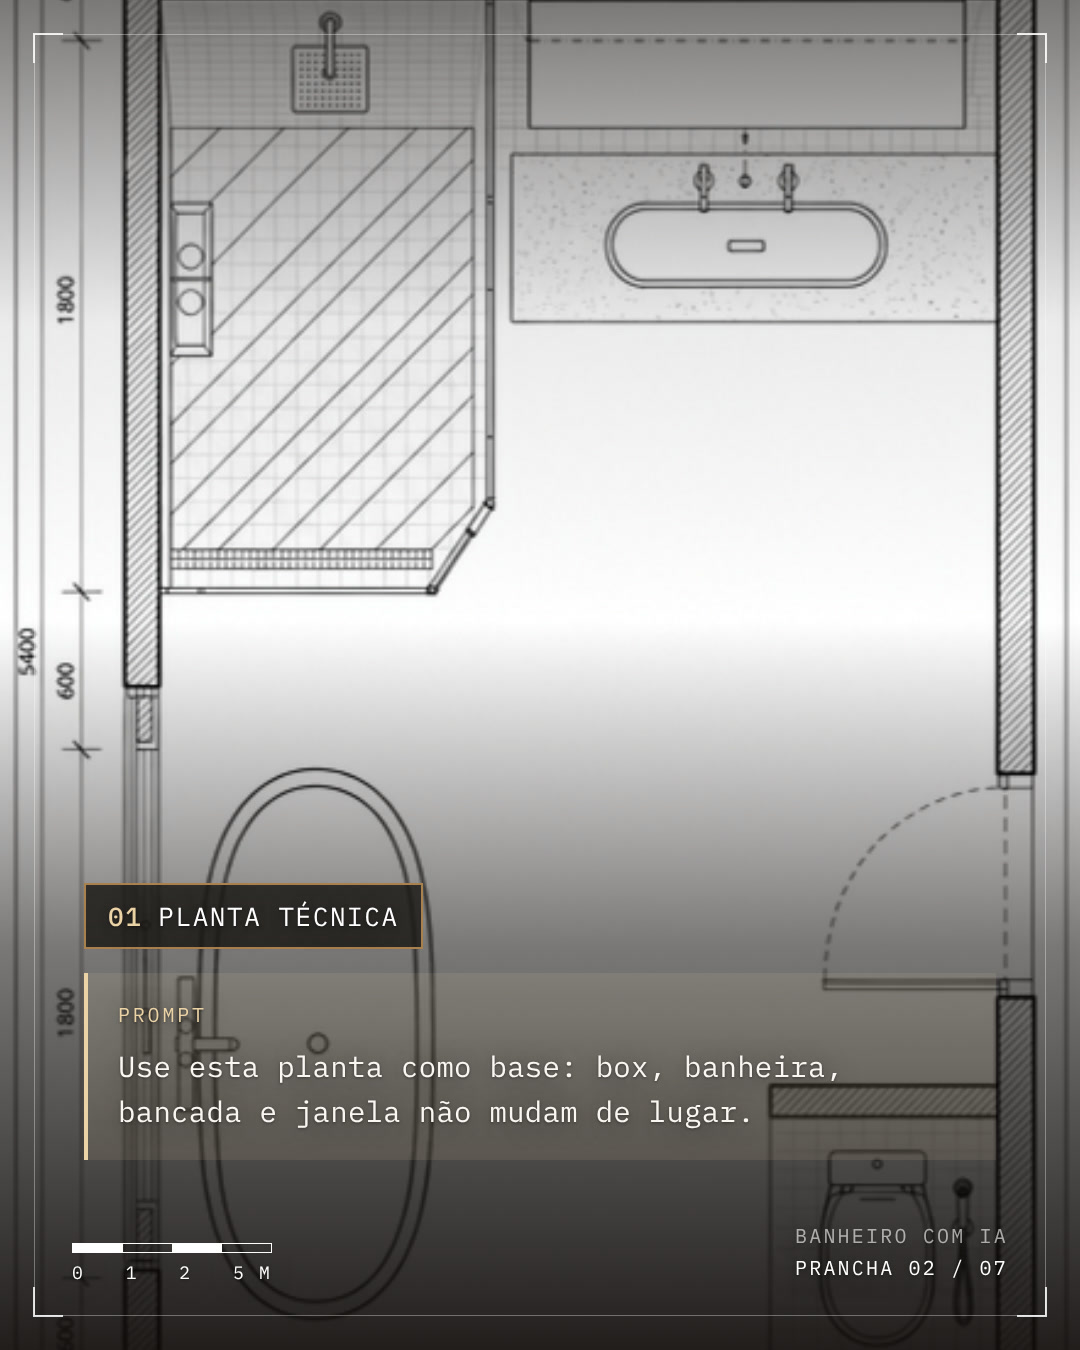 1800
5400
600
01 PLANTA TÉCNICA
1800
PROMPT
Use esta planta como base: box, banheira,
bancada e janela não mudam de lugar.
BANHEIRO COM IA
PRANCHA 02 / 07
0 1 2 5 M